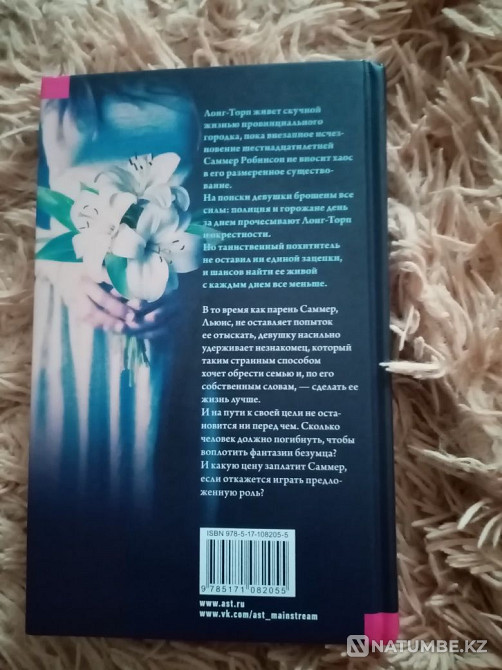 Лонг-Торп живет скучной
жизнью провинциального
городка, пока внезапное исчез-
новение шестнадцатилетней
Саммер Робинсон не вносит хаос
в его размеренное существо-
вание.
На поиски девушки брошены все
силы: полиция и горожане день
за днем прочесывают Лонг-Торп
и окрестности.
Но таинственный похититель
не оставил ни единой зацепки,
и шансов найти ее живой
с каждым днем все меньше.
В то время как парень Саммер,
Льюис, не оставляет попыток
ее отыскать, девушку насильно
удерживает незнакомец, который
таким странным способом
хочет обрести семью и, по его
собственным словам, — сделать ее
жизнь лучше.
И на пути к своей цели не оста-
новится ни перед чем. Сколько
человек должно погибнуть, чтобы
воплотить фантазии безумца?
И какую цену заплатит Саммер,
если откажется играть предло-
женную роль?
ISBN 978-5-17-108205-5
9 785171 082055
www.ast.ru
www.vk.com/ast_mainstream
NATUMBE.KZ